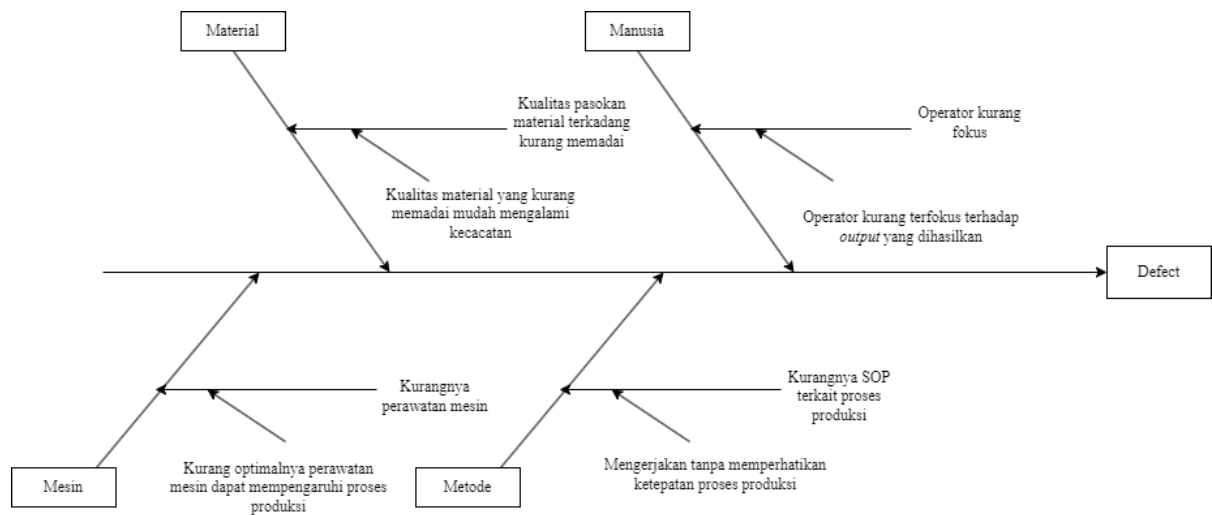 Material
Manusia
Kualitas pasokan
material terkadang
kurang memadai
Operator kurang
fokus
Kualitas material yang kurang
memadai mudah mengalami
kecacatan
Operator kurang terfokus terhadap
output yang dihasilkan
Defect
Kurangnya
perawatan mesin
Kurangnya SOP
terkait proses
produksi
Kurang optimalnya perawatan
mesin dapat mempengaruhi proses
produksi
Mengerjakan tanpa memperhatikan
ketepatan proses produksi
Mesin
Metode